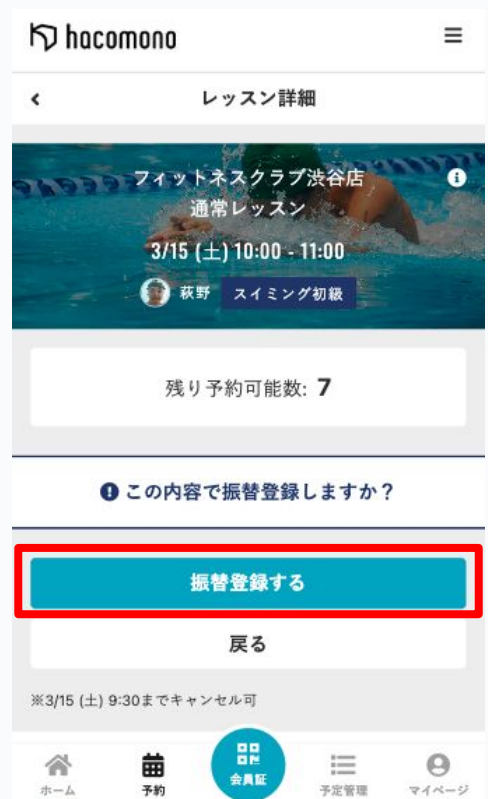 hacomono
レッスン詳細
フィットネスクラブ渋谷店
通常レッスン
3/15 (土) 10:00 - 11:00
萩野 スイミング初級
残り予約可能数: 7
この内容で振替登録しますか？
振替登録する
戻る
※3/15 (土) 9:30までキャンセル可
ホーム 予約 会員証 予定管理 マイページ